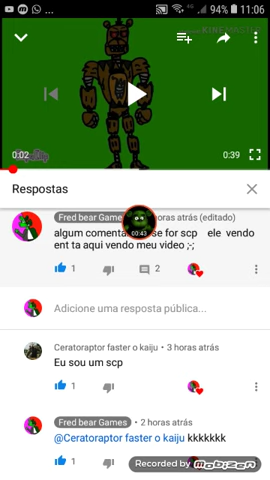 94% 11:06
KINEMASTER
0:02
0:39
Respostas
Fred bear Games horas atrás (editado)
algum comenta se for scp ele vendo
ent ta aqui vendo meu video ;-;
00:43
1 2
Adicione uma resposta pública...
Ceratoraptor faster o kaiju • 3 horas atrás
Eu sou um scp
1
Fred bear Games • 2 horas atrás
@Ceratoraptor faster o kaiju kkkkkkk
1
Recorded by mobizen